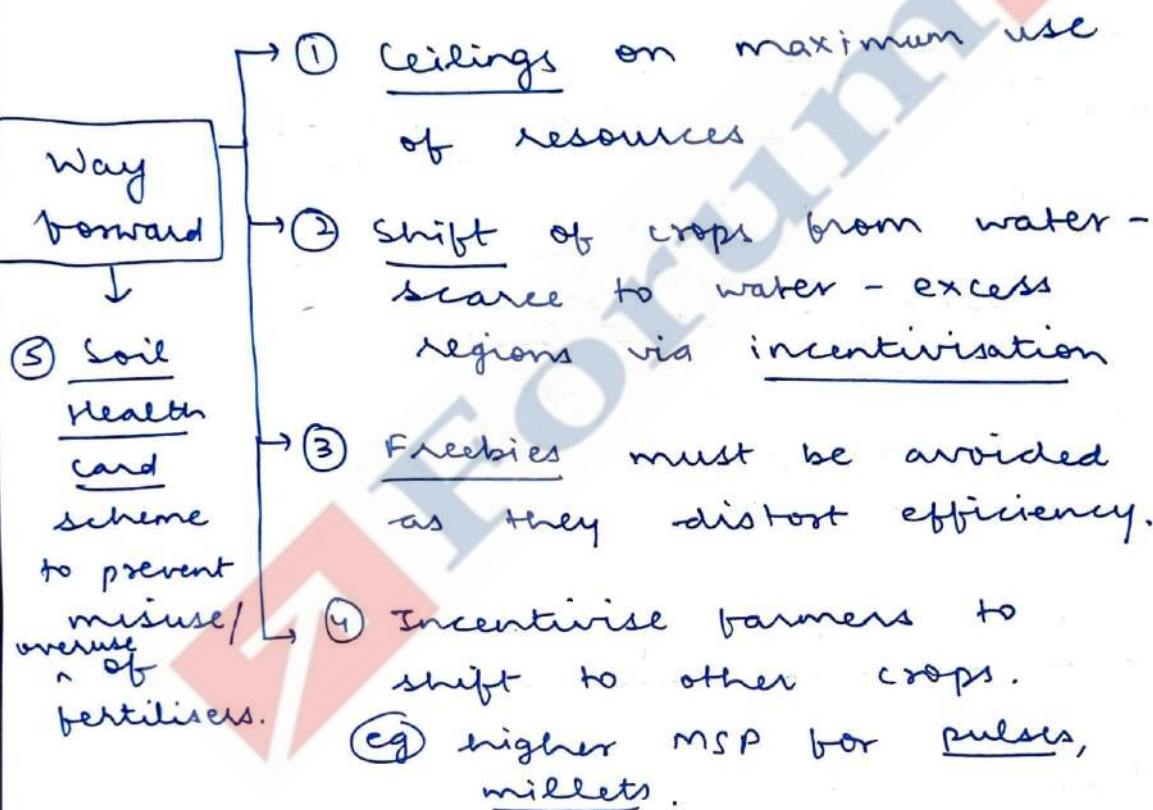 Way
forward
① Ceilings on maximum use
of resources
② Shift of crops from water-
scarce to water-excess
regions via incentivisation
③ Freebies must be avoided
as they distort efficiency.
④ Incentivise farmers to
shift to other crops.
eg higher MSP for pulses,
millets.
⑤ Soil
Health
card
scheme
to prevent
misuse/
overuse
^ of
fertilisers.
Forum